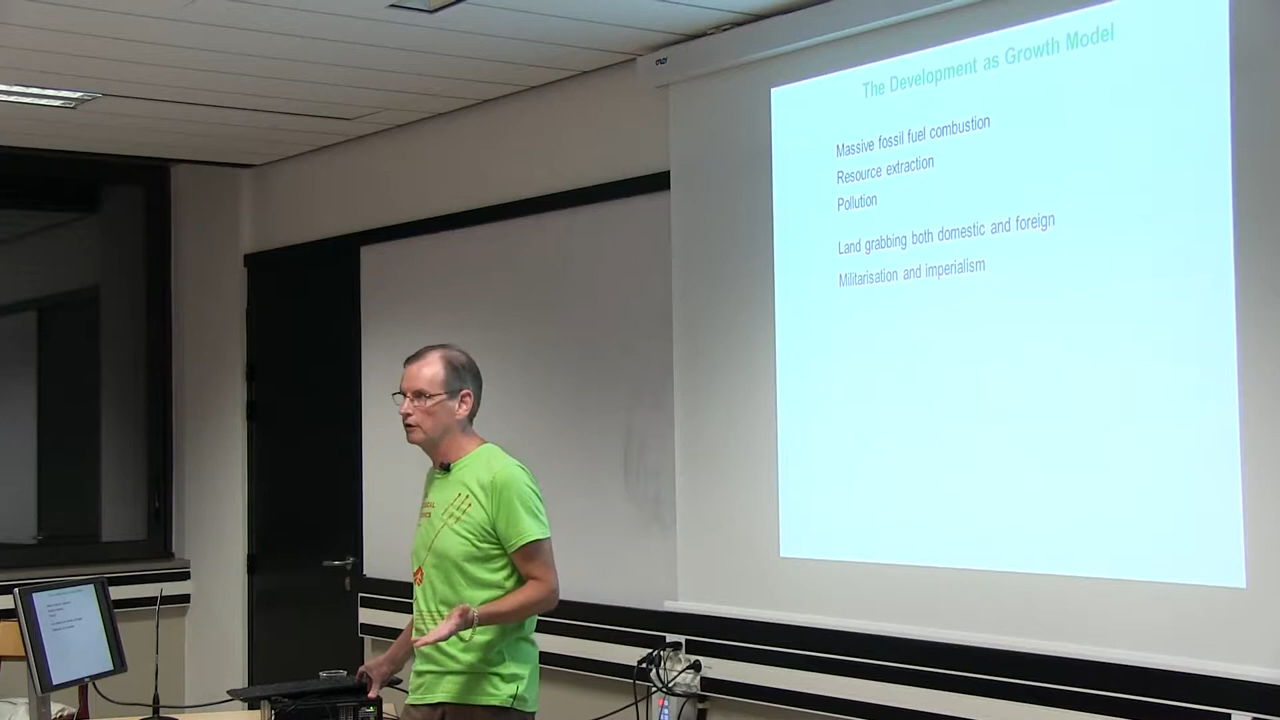 The Development as Growth Model
Massive fossil fuel combustion
Resource extraction
Pollution
Land grabbing both domestic and foreign
Militarisation and imperialism